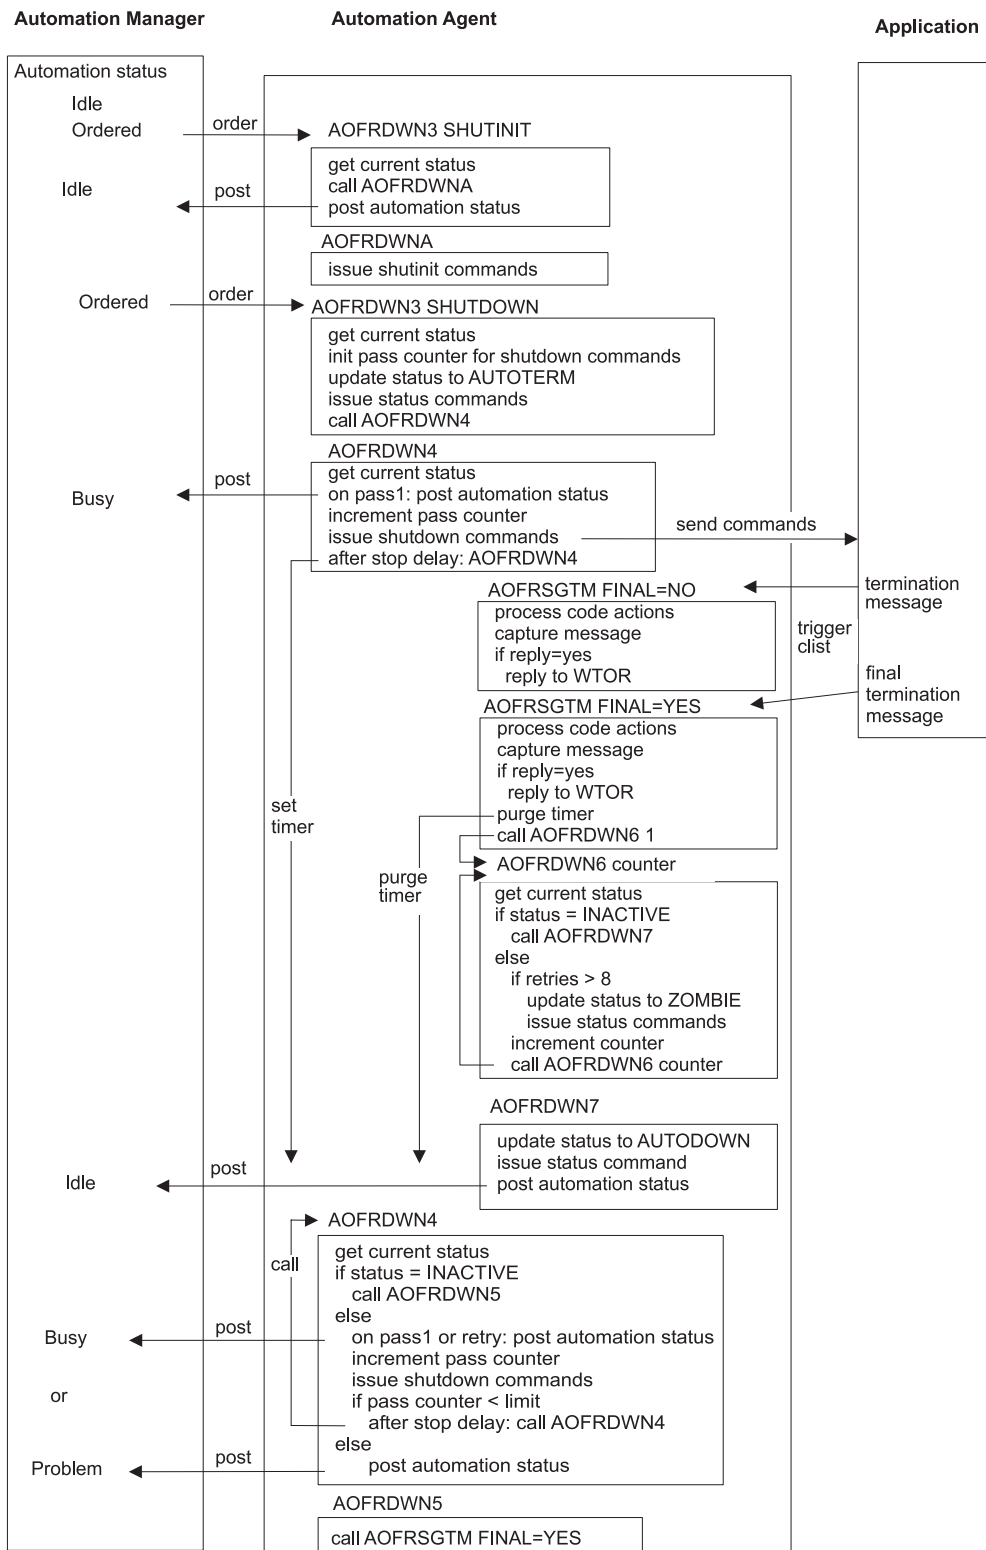 Automation Manager
Automation Agent
Application
Automation status
Idle
Ordered
order
AOFRDWN3 SHUTINIT
get current status
call AOFRDWNA
post automation status
Idle
post
AOFRDWNA
issue shutinit commands
Ordered
order
AOFRDWN3 SHUTDOWN
get current status
init pass counter for shutdown commands
update status to AUTOTERM
issue status commands
call AOFRDWN4
AOFRDWN4
get current status
on pass1: post automation status
increment pass counter
issue shutdown commands
after stop delay: AOFRDWN4
Busy
post
send commands
AOFRSGTM FINAL=NO
process code actions
capture message
if reply=yes
reply to WTOR
termination
message
trigger
clist
final
termination
message
AOFRSGTM FINAL=YES
process code actions
capture message
if reply=yes
reply to WTOR
purge timer
call AOFRDWN6 1
set
timer
purge
timer
AOFRDWN6 counter
get current status
if status = INACTIVE
call AOFRDWN7
else
if retries > 8
update status to ZOMBIE
issue status commands
increment counter
call AOFRDWN6 counter
AOFRDWN7
update status to AUTODOWN
issue status command
post automation status
Idle
post
AOFRDWN4
call
get current status
if status = INACTIVE
call AOFRDWN5
else
on pass1 or retry: post automation status
increment pass counter
issue shutdown commands
if pass counter < limit
after stop delay: call AOFRDWN4
else
post automation status
Busy
post
or
Problem
post
AOFRDWN5
call AOFRSGTM FINAL=YES